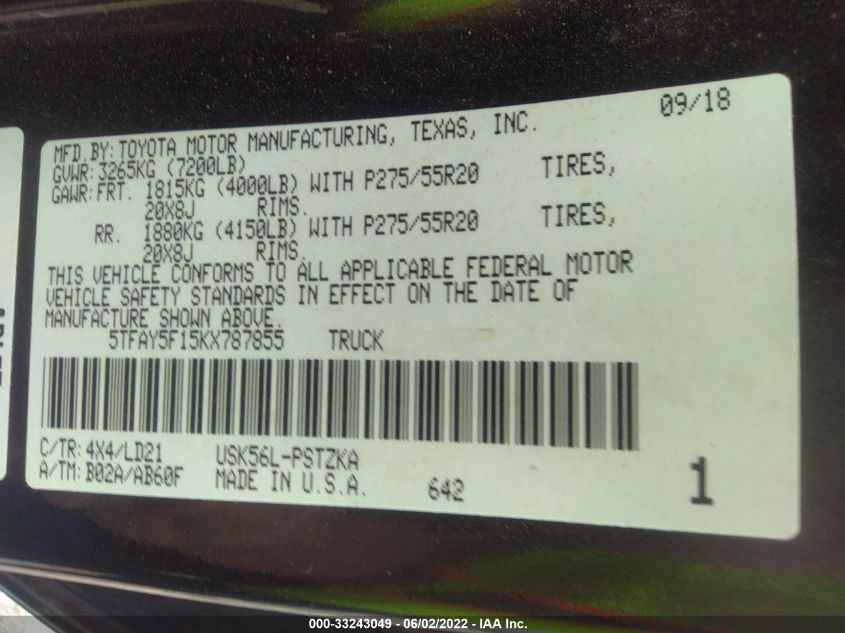 09/18
MFD.BY:TOYOTA MOTOR MANUFACTURING, TEXAS, INC.
GVWR:3265KG (7200LB)
GAWR:FRT. 1815KG (4000LB) WITH P275/55R20 TIRES,
20X8J RIMS.
RR. 1880KG (4150LB) WITH P275/55R20 TIRES,
20X8J RIMS.
THIS VEHICLE CONFORMS TO ALL APPLICABLE FEDERAL MOTOR
VEHICLE SAFETY STANDARDS IN EFFECT ON THE DATE OF
MANUFACTURE SHOWN ABOVE.
5TFAY5F15KX787855 TRUCK
C/TR:4X4/LD21 USK56L-PSTZKA
A/TM:B02A/AB60F MADE IN U.S.A. 642 1
000-33243049 - 06/02/2022 - IAA Inc.